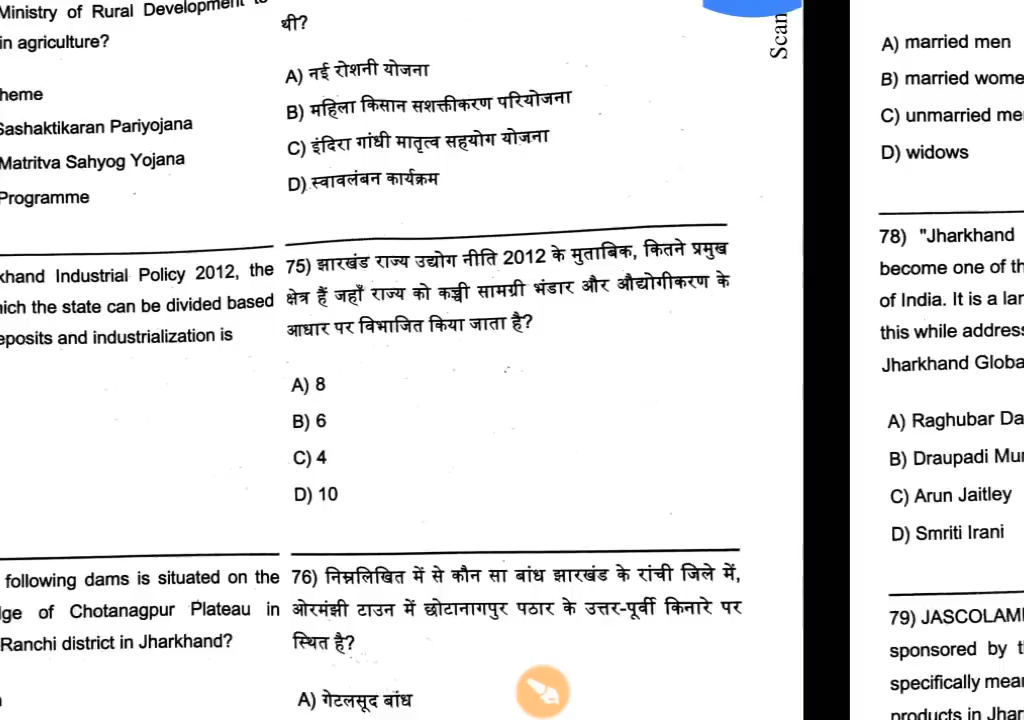 Ministry of Rural Development to
in agriculture?
heme
Sashaktikaran Pariyojana
Matritva Sahyog Yojana
Programme
khand Industrial Policy 2012, the
hich the state can be divided based
eposits and industrialization is
following dams is situated on the
ge of Chotanagpur Plateau in
Ranchi district in Jharkhand?
थी?
A) नई रोशनी योजना
B) महिला किसान सशक्तीकरण परियोजना
C) इंदिरा गांधी मातृत्व सहयोग योजना
D) स्वावलंबन कार्यक्रम
75) झारखंड राज्य उद्योग नीति 2012 के मुताबिक, कितने प्रमुख
क्षेत्र हैं जहाँ राज्य को कच्ची सामग्री भंडार और औद्योगीकरण के
आधार पर विभाजित किया जाता है?
A) 8
B) 6
C) 4
D) 10
76) निम्नलिखित में से कौन सा बांध झारखंड के रांची जिले में,
ओरमंझी टाउन में छोटानागपुर पठार के उत्तर-पूर्वी किनारे पर
स्थित है?
A) गेटलसूद बांध
Scan
A) married men
B) married wome
C) unmarried me
D) widows
78) "Jharkhand
become one of th
of India. It is a lar
this while address
Jharkhand Globa
A) Raghubar Da
B) Draupadi Mur
C) Arun Jaitley
D) Smriti Irani
79) JASCOLAM
sponsored by t
specifically mea
products in Jhar